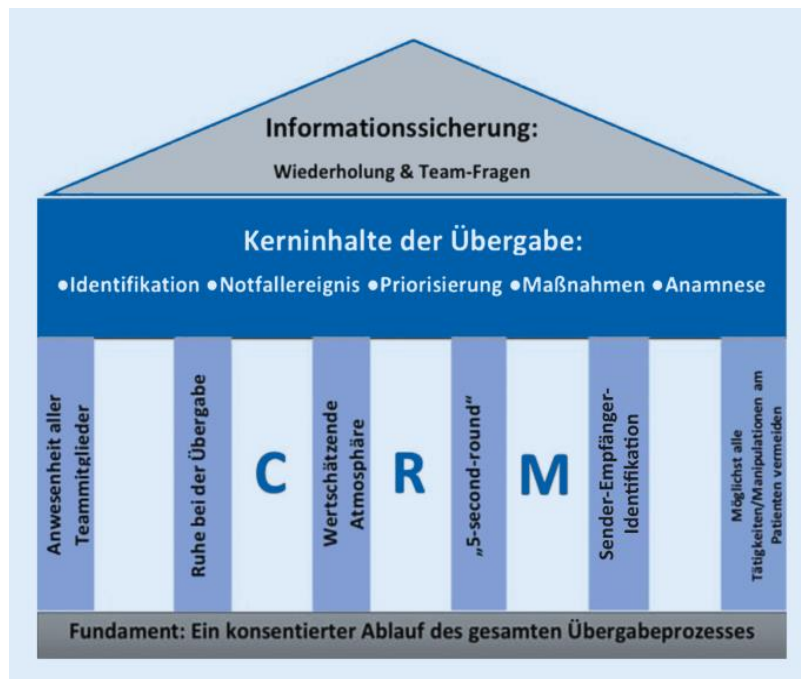 Informationssicherung:
Wiederholung & Team-Fragen
Kerninhalte der Übergabe:
●Identifikation ●Notfallereignis ●Priorisierung ●Maßnahmen ●Anamnese
Anwesenheit aller
Teammitglieder
Ruhe bei der Übergabe
C
Wertschätzende
Atmosphäre
R
„5-second-round“
M
Sender-Empfänger-
Identifikation
Möglichst alle
Tätigkeiten/Manipulationen am
Patienten vermeiden
Fundament: Ein konsentierter Ablauf des gesamten Übergabeprozesses